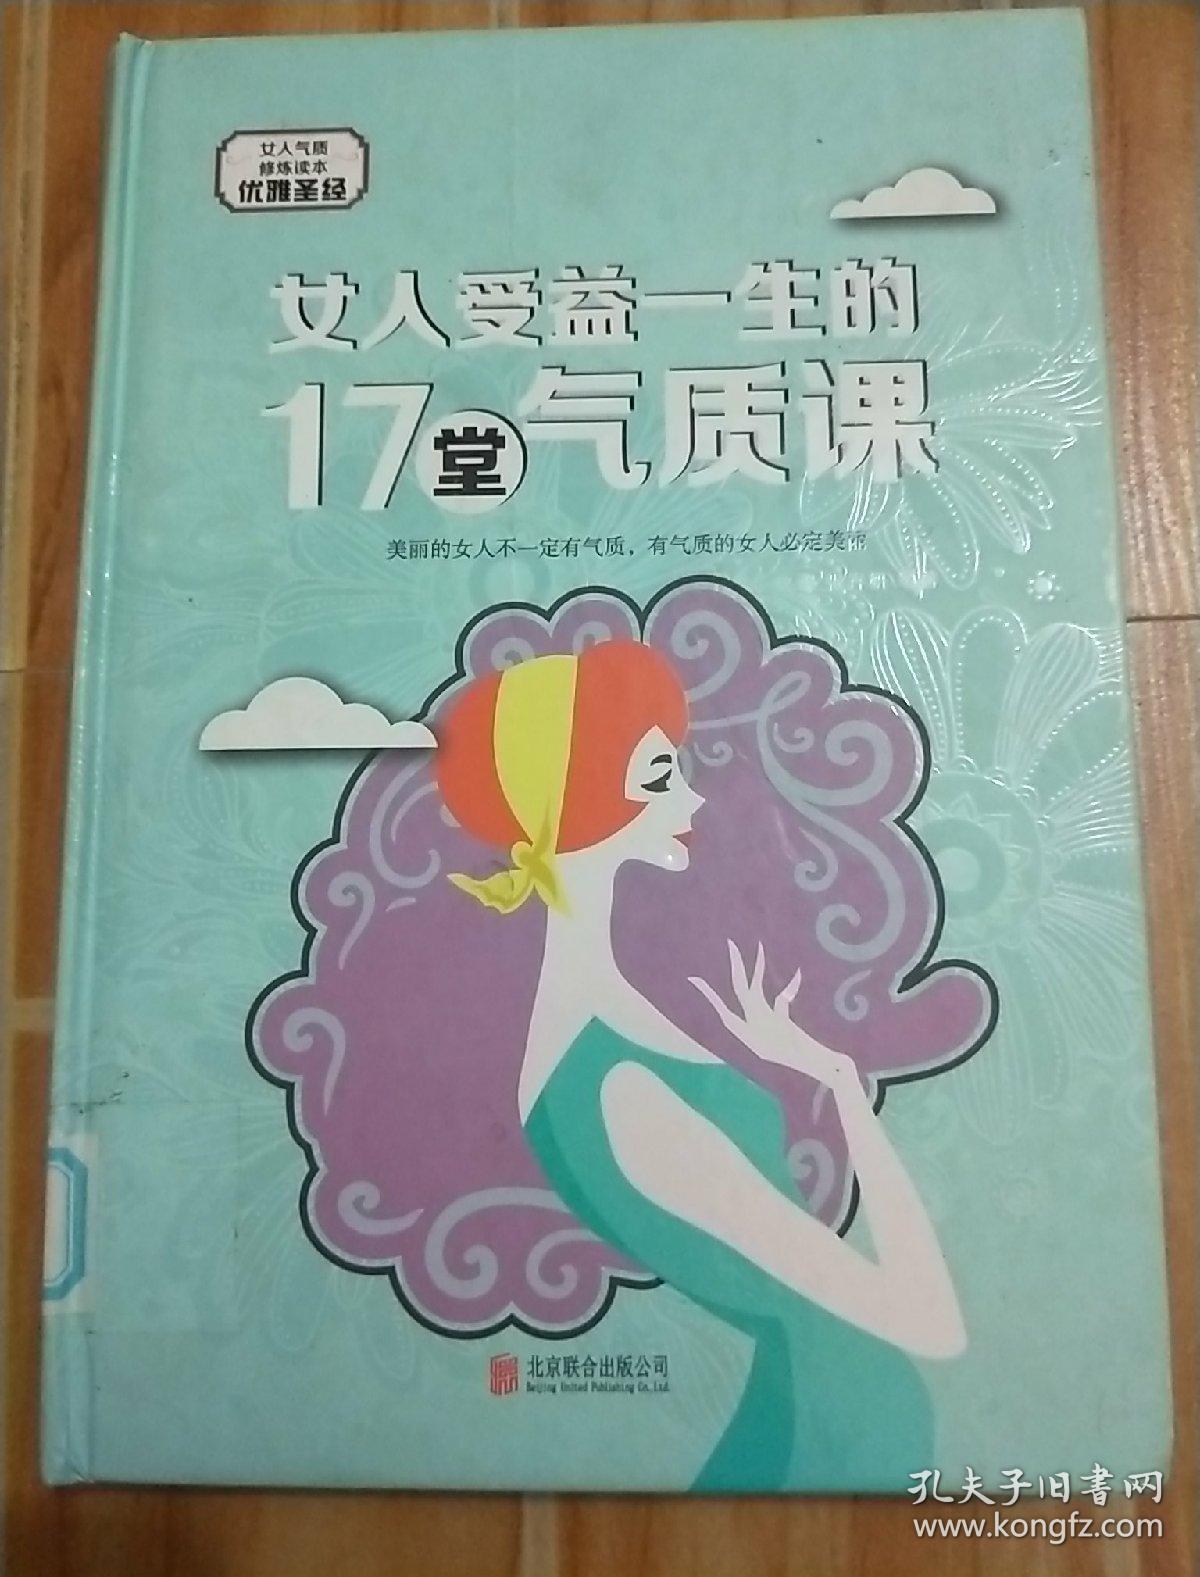 女人气质
修炼读本
优雅圣经
女人受益一生的
17堂气质课
美丽的女人不一定有气质，有气质的女人必定美丽
北京联合出版公司
Beijing United Publishing Co.,Ltd.
孔夫子旧书网
www.kongfz.com